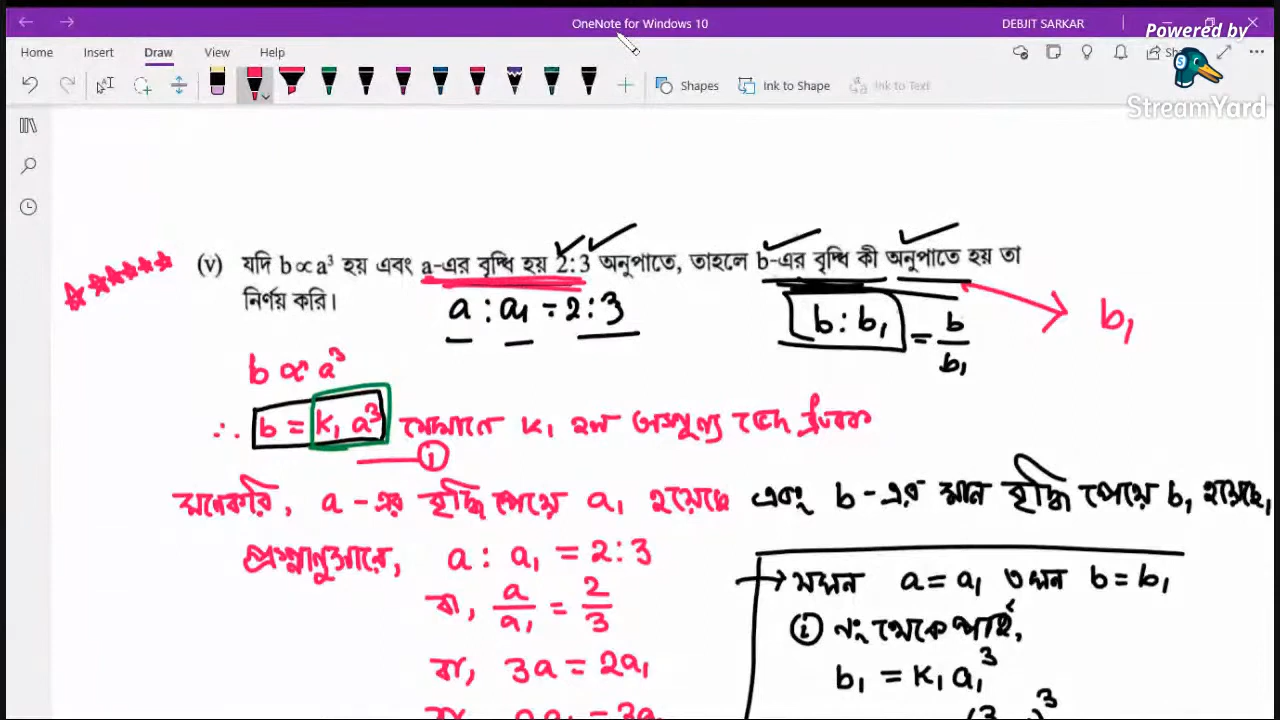 OneNote for Windows 10
DEBJIT SARKAR
Powered by
StreamYard
Home Insert Draw View Help
Sha
Shapes Ink to Shape Ink to Text
(v) যদি b∝a³ হয় এবং a-এর বৃদ্ধি হয় 2:3 অনুপাতে, তাহলে b-এর বৃদ্ধি কী অনুপাতে হয় তা
নির্ণয় করি।
a : a₁ = 2:3
b : b₁ = b/b₁
b₁
b ∝ a³
∴ b = k₁ a³ যেখানে k₁ হল অশূন্য ভেদ ধ্রুবক
(i)
মনেকরি, a-এর বৃদ্ধি পেয়ে a₁ হয়েছে এবং b-এর মান বৃদ্ধি পেয়ে b₁ হয়েছে,
প্রশ্নানুসারে, a : a₁ = 2:3
বা, a/a₁ = 2/3
বা, 3a = 2a₁
যখন a = a₁ তখন b = b₁
(i) নং থেকে পাই,
b₁ = k₁ a₁³